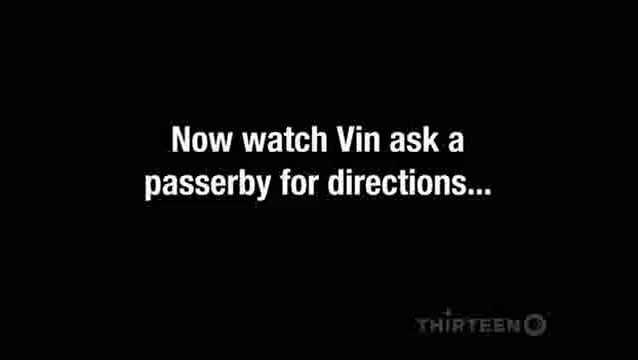 Now watch Vin ask a
passerby for directions...
THIRTEEN